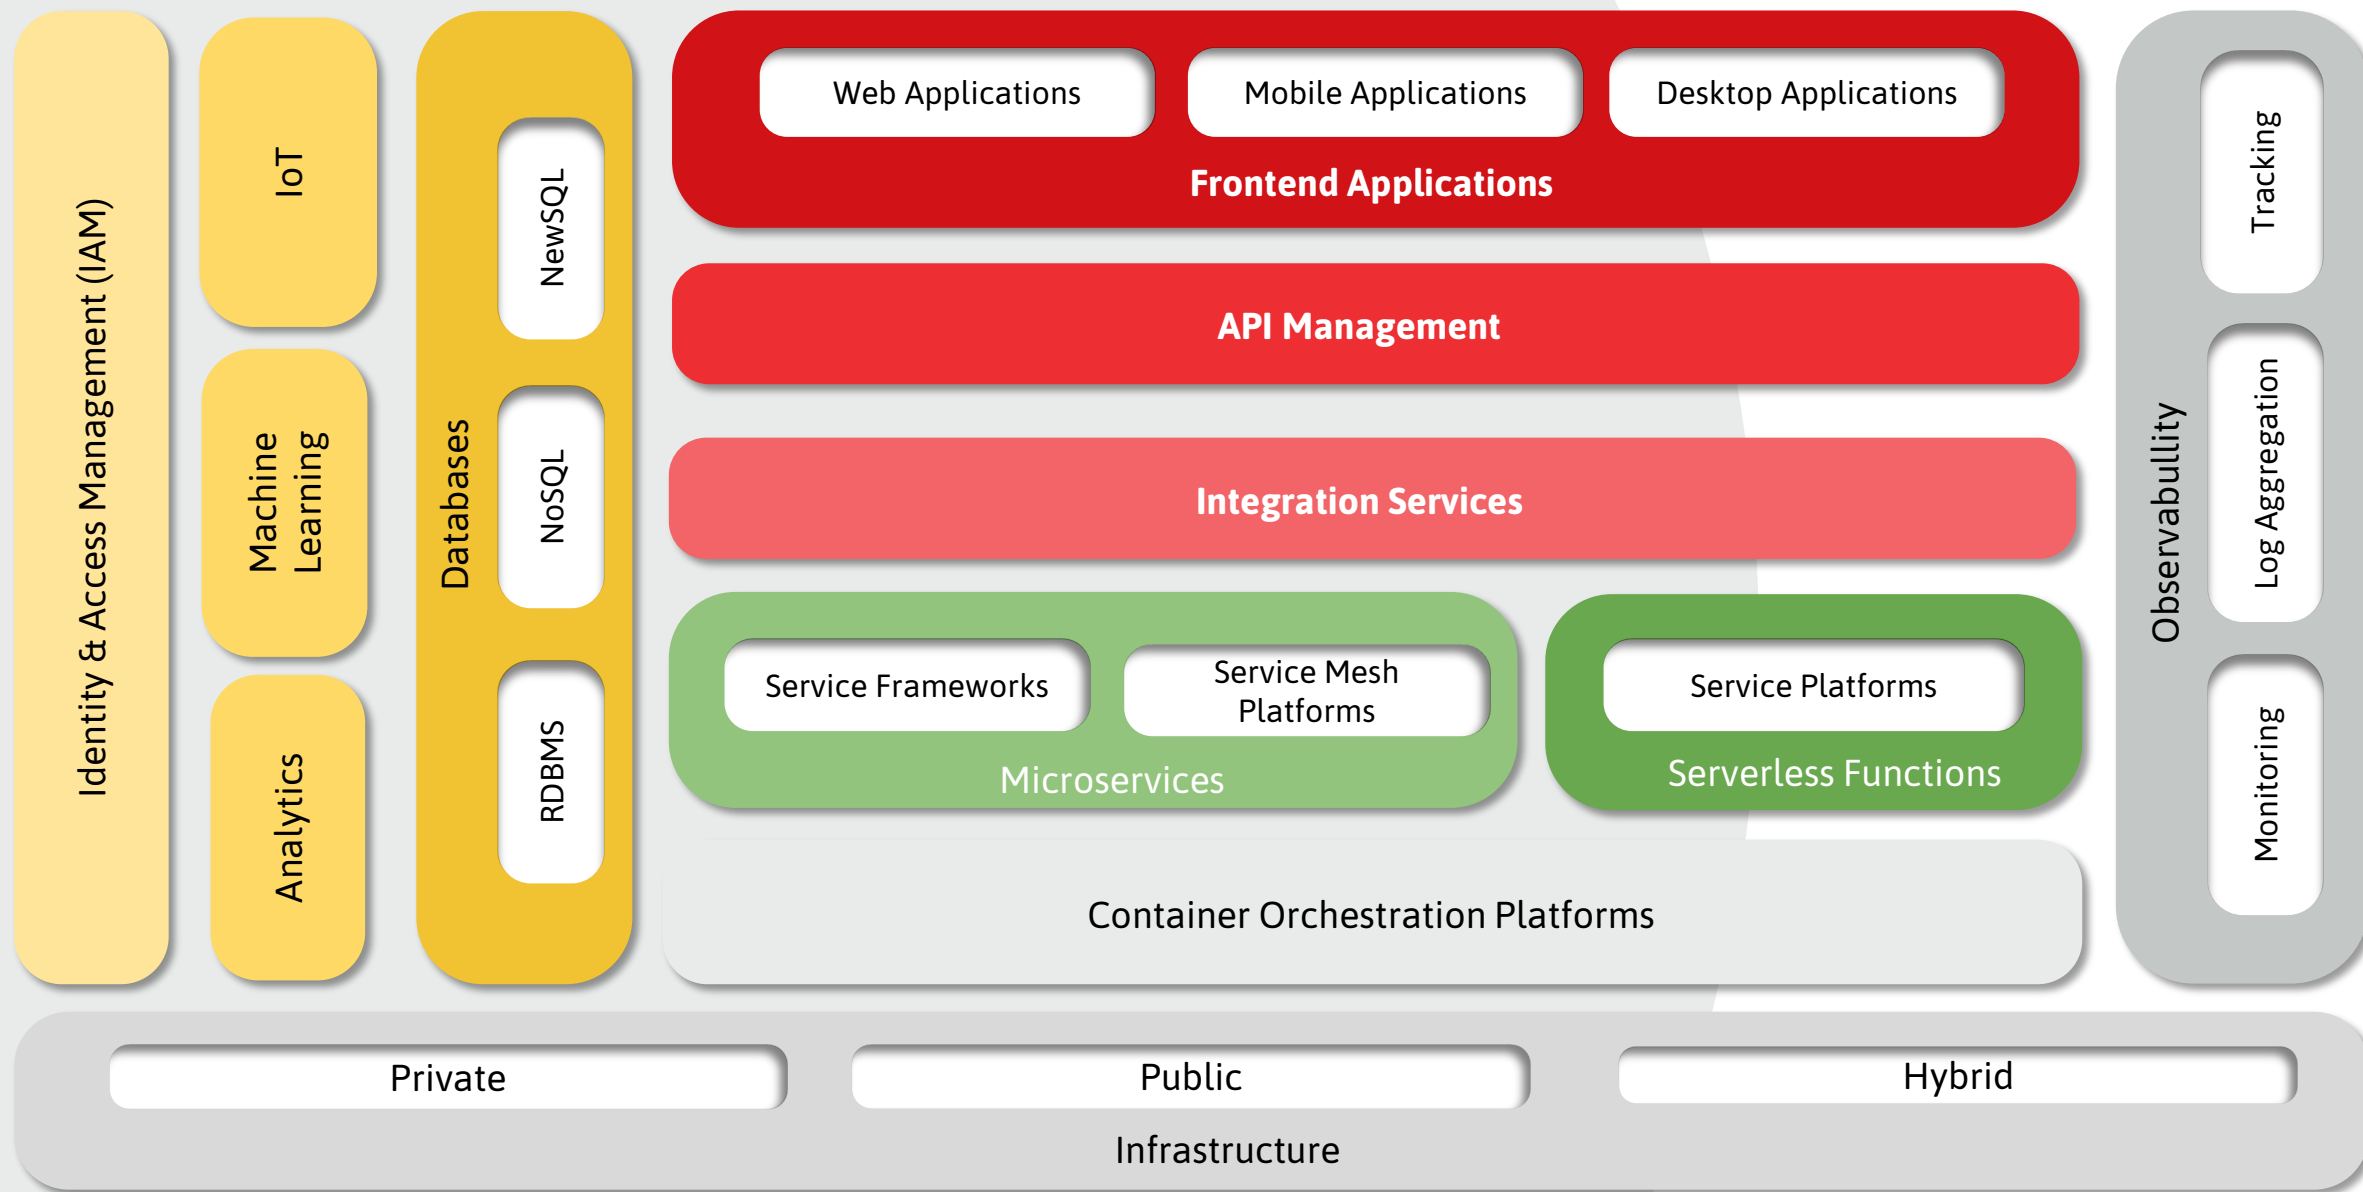 Identity & Access Management (IAM)
IoT
Machine
Learning
Analytics
Databases
NewSQL
NoSQL
RDBMS
Web Applications
Mobile Applications
Desktop Applications
Frontend Applications
API Management
Integration Services
Service Frameworks
Service Mesh
Platforms
Microservices
Service Platforms
Serverless Functions
Container Orchestration Platforms
Observabullity
Tracking
Log Aggregation
Monitoring
Private
Public
Hybrid
Infrastructure